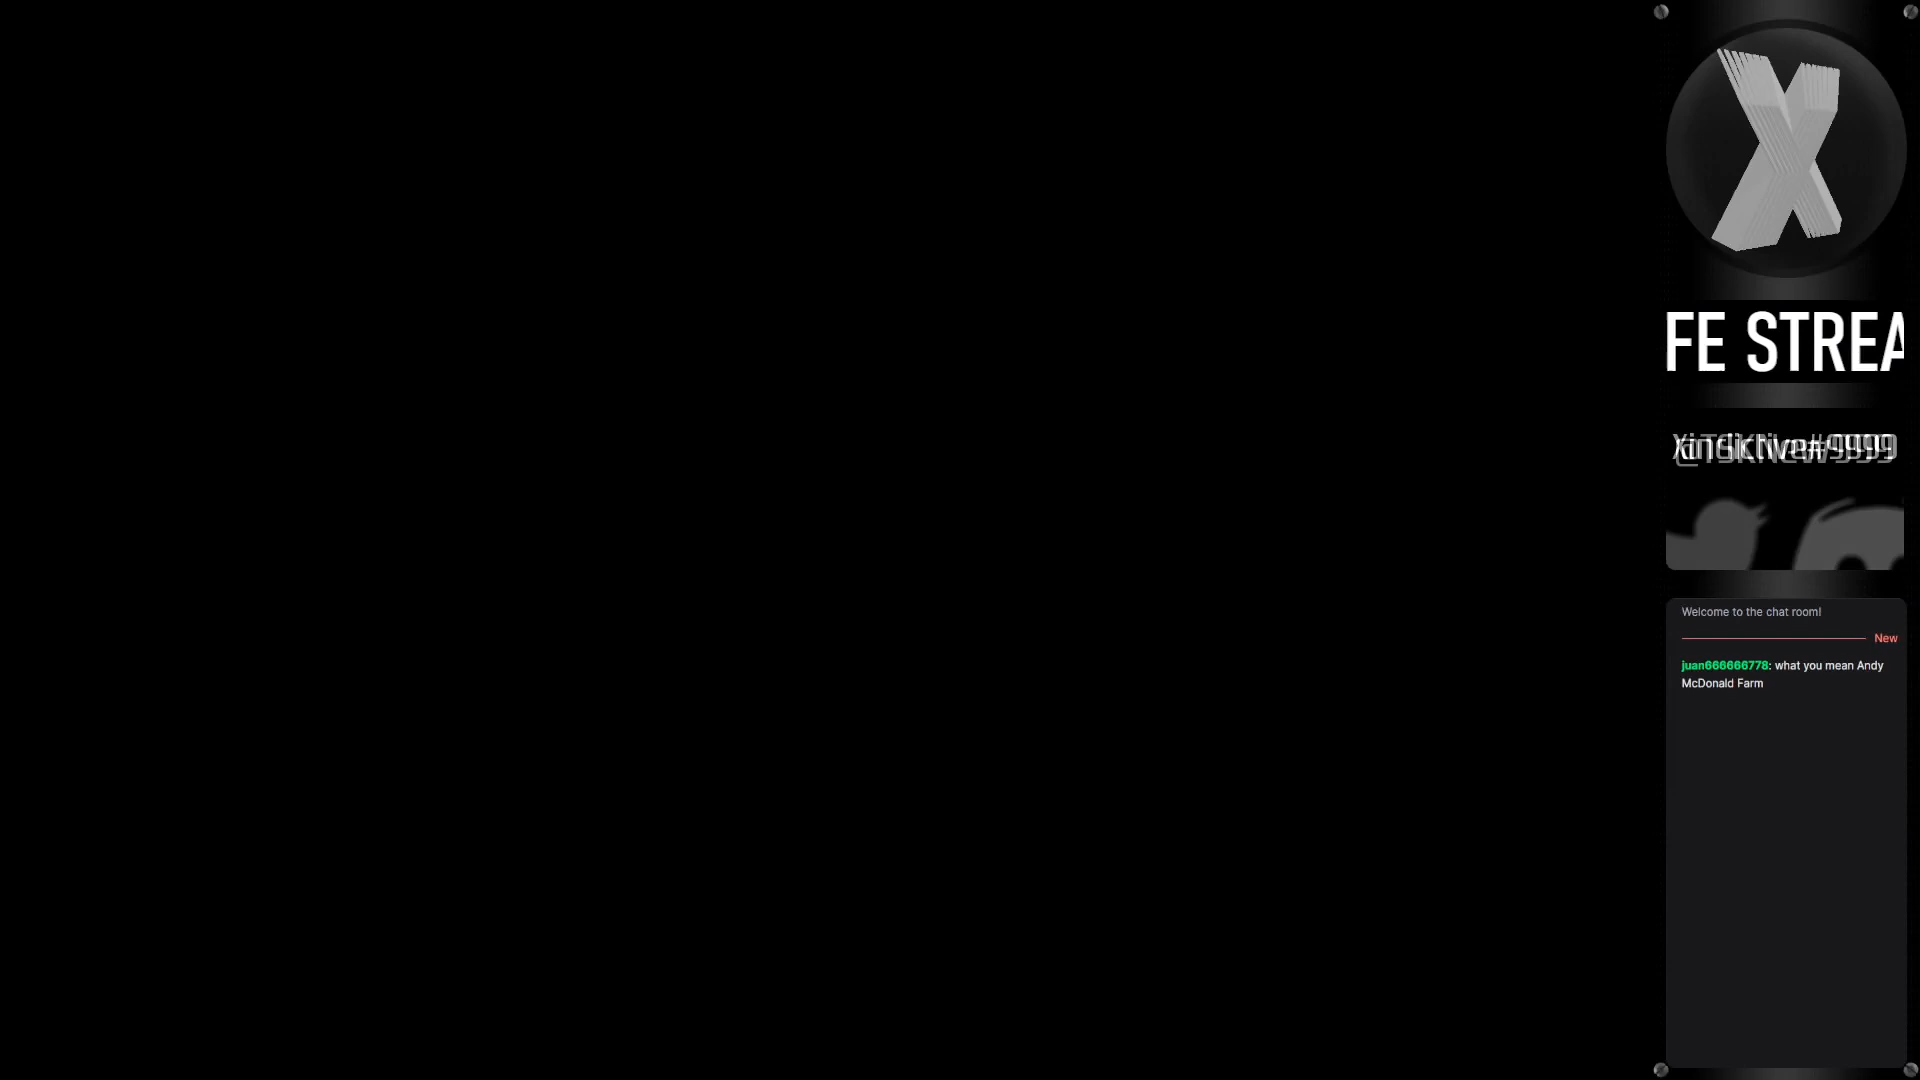 X
FE STREA
Welcome to the chat room!
New
juan666666778: what you mean Andy
McDonald Farm